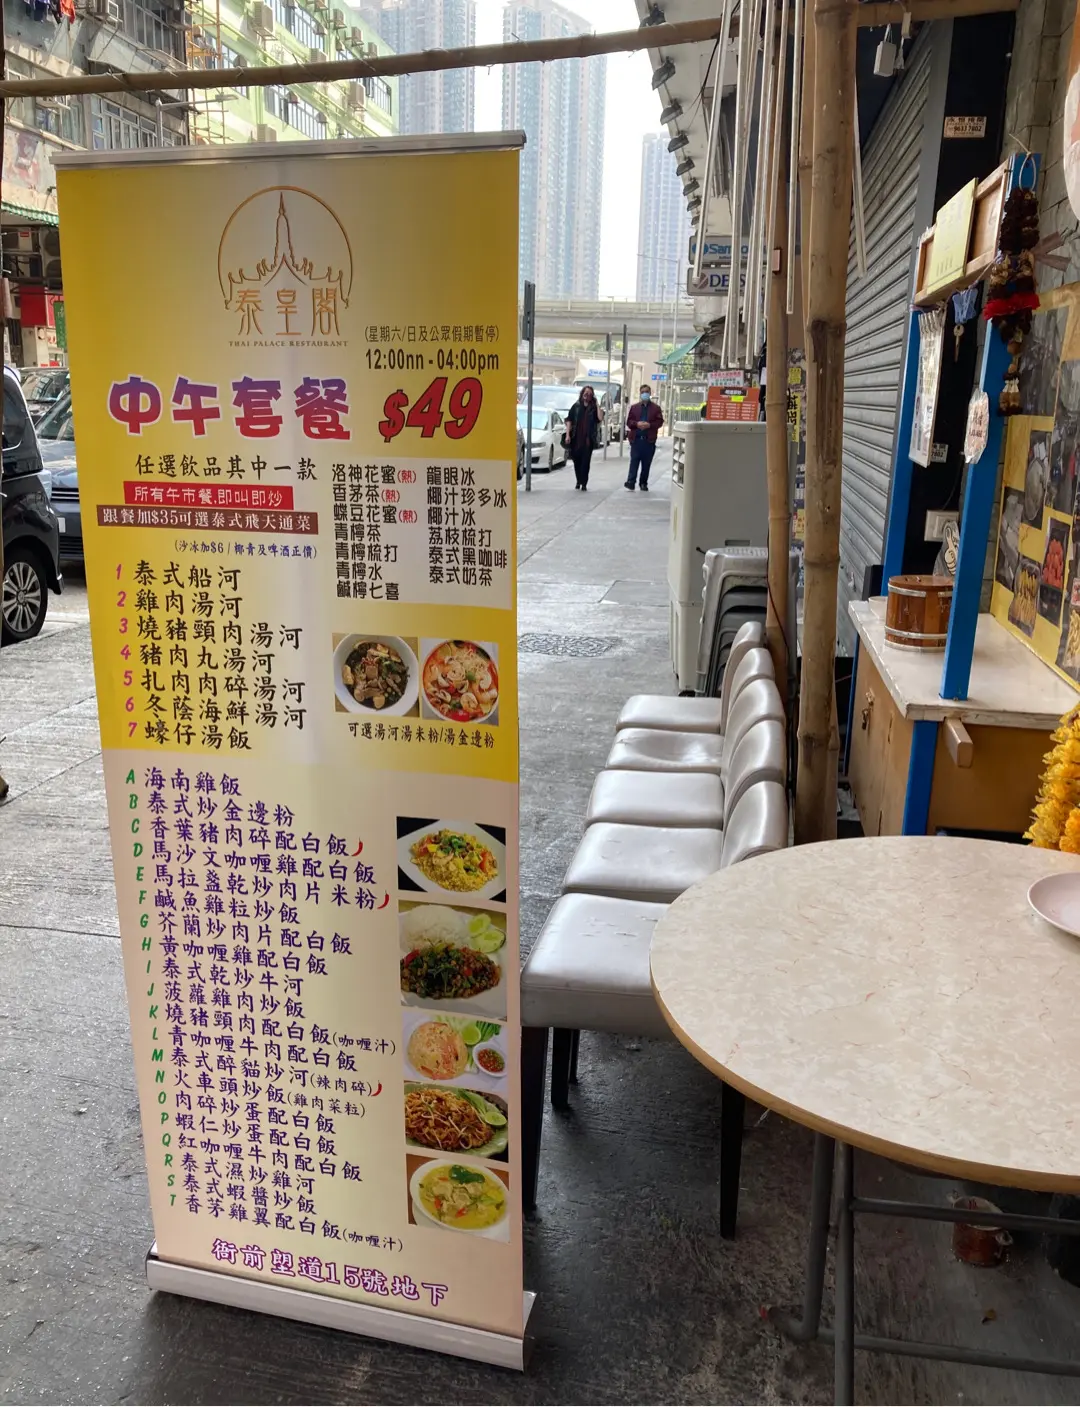 泰皇閣
THAI PALACE RESTAURANT
(星期六/日及公眾假期暫停)
12:00nn - 04:00pm
中午套餐 $49
任選飲品其中一款
所有午市餐,即叫即炒
跟餐加$35可選泰式飛天通菜
(沙冰加$6 / 椰青及啤酒正價)
洛神花蜜(熱)
香茅茶(熱)
蝶豆花蜜(熱)
青檸茶
青檸梳打
青檸水
鹹檸七喜
龍眼冰
椰汁珍多冰
椰汁冰
荔枝梳打
泰式黑咖啡
泰式奶茶
1 泰式船河
2 雞肉湯河
3 燒豬頸肉湯河
4 豬肉丸湯河
5 扎肉肉碎湯河
6 冬蔭海鮮湯河
7 蠔仔湯飯
可選湯河湯米粉/湯金邊粉
A 海南雞飯
B 泰式炒金邊粉
C 香葉豬肉碎配白飯
D 馬沙文咖喱雞配白飯
E 馬拉盞乾炒肉片米粉
F 鹹魚雞粒炒飯
G 芥蘭炒肉片配白飯
H 黃咖喱雞配白飯
I 泰式乾炒牛河
J 菠蘿雞肉炒飯
K 燒豬頸肉配白飯(咖喱汁)
L 青咖喱牛肉配白飯
M 泰式醉貓炒河(辣肉碎)
N 火車頭炒飯(雞肉菜粒)
O 肉碎炒蛋配白飯
P 蝦仁炒蛋配白飯
Q 紅咖喱牛肉配白飯
R 泰式濕炒雞河
S 泰式蝦醬炒飯
T 香茅雞翼配白飯(咖喱汁)
衙前塱道15號地下